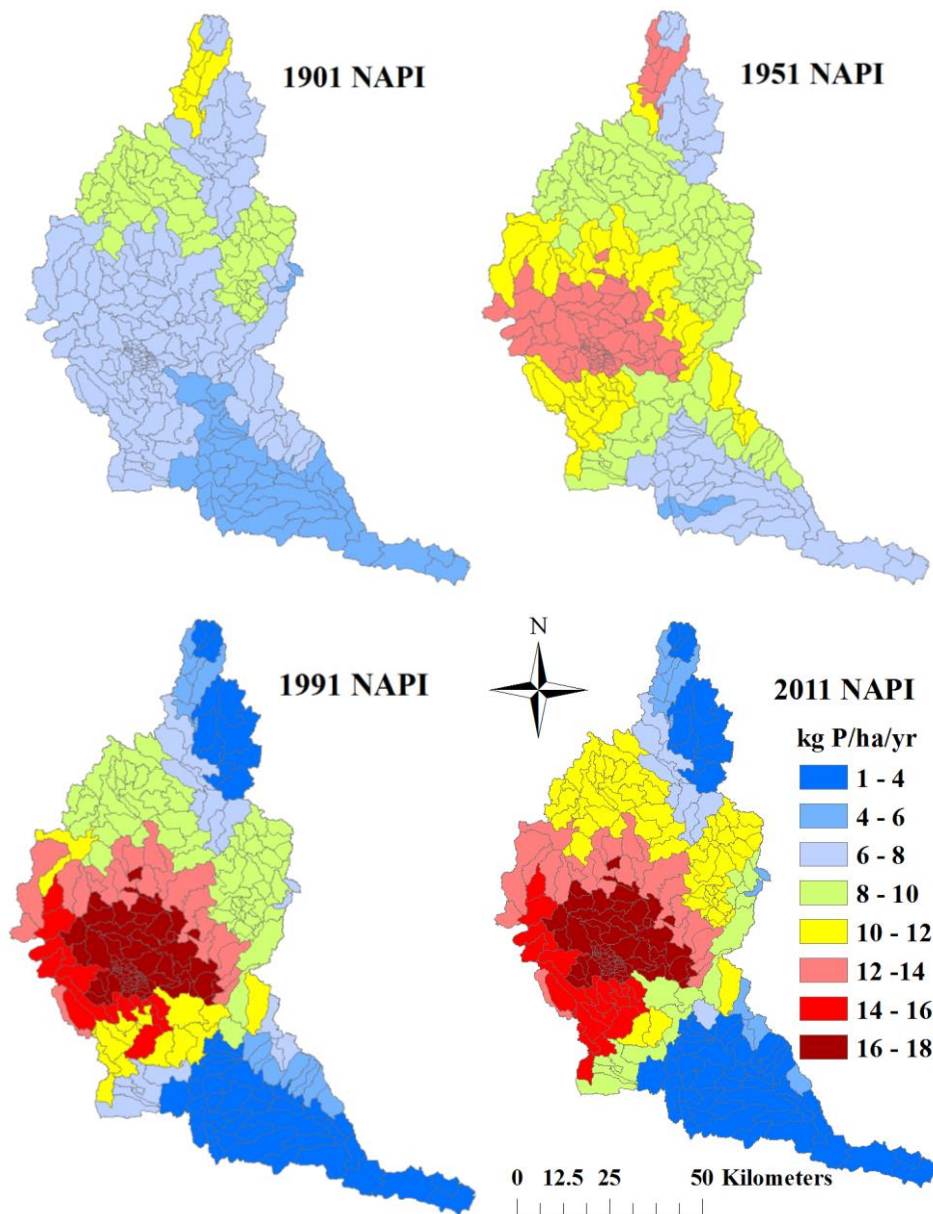 1901 NAPI
1951 NAPI
1991 NAPI
N
2011 NAPI
kg P/ha/yr
1 - 4
4 - 6
6 - 8
8 - 10
10 - 12
12 -14
14 - 16
16 - 18
0 12.5 25 50 Kilometers